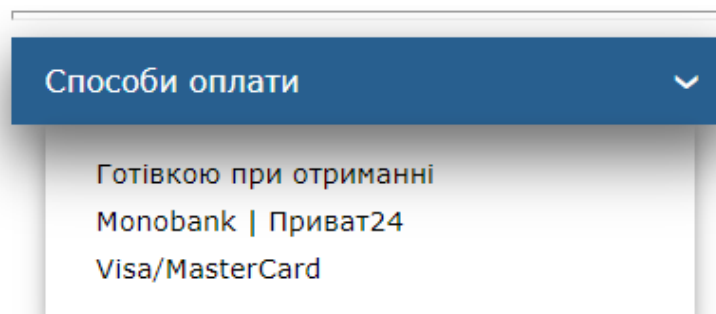 Способи оплати
Готівкою при отриманні
Monobank | Приват24
Visa/MasterCard